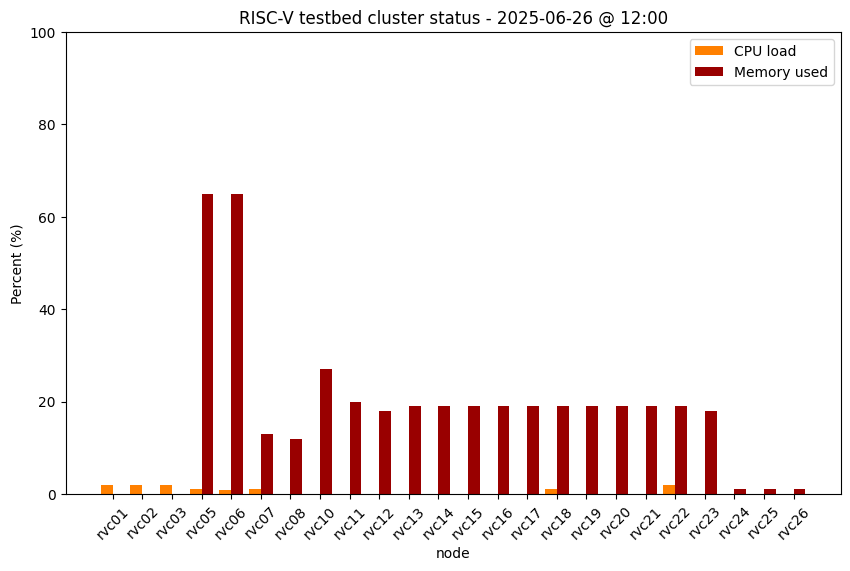 RISC-V testbed cluster status - 2025-06-26 @ 12:00
CPU load
Memory used
Percent (%)
100
80
60
40
20
0
rvc01 rvc02 rvc03 rvc05 rvc06 rvc07 rvc08 rvc10 rvc11 rvc12 rvc13 rvc14 rvc15 rvc16 rvc17 rvc18 rvc19 rvc20 rvc21 rvc22 rvc23 rvc24 rvc25 rvc26
node